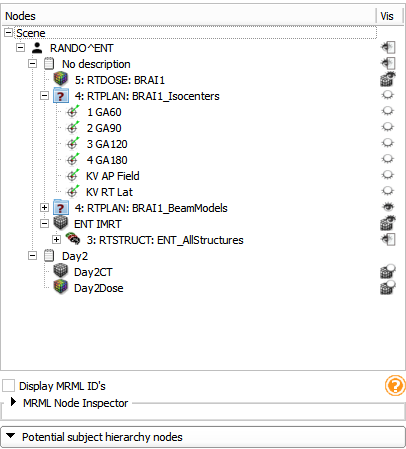 Nodes Vis
Scene
RANDO^ENT
No description
5: RTDOSE: BRAI1
4: RTPLAN: BRAI1_Isocenters
1 GA60
2 GA90
3 GA120
4 GA180
KV AP Field
KV RT Lat
4: RTPLAN: BRAI1_BeamModels
ENT IMRT
3: RTSTRUCT: ENT_AllStructures
Day2
Day2CT
Day2Dose
Display MRML ID's
MRML Node Inspector
Potential subject hierarchy nodes